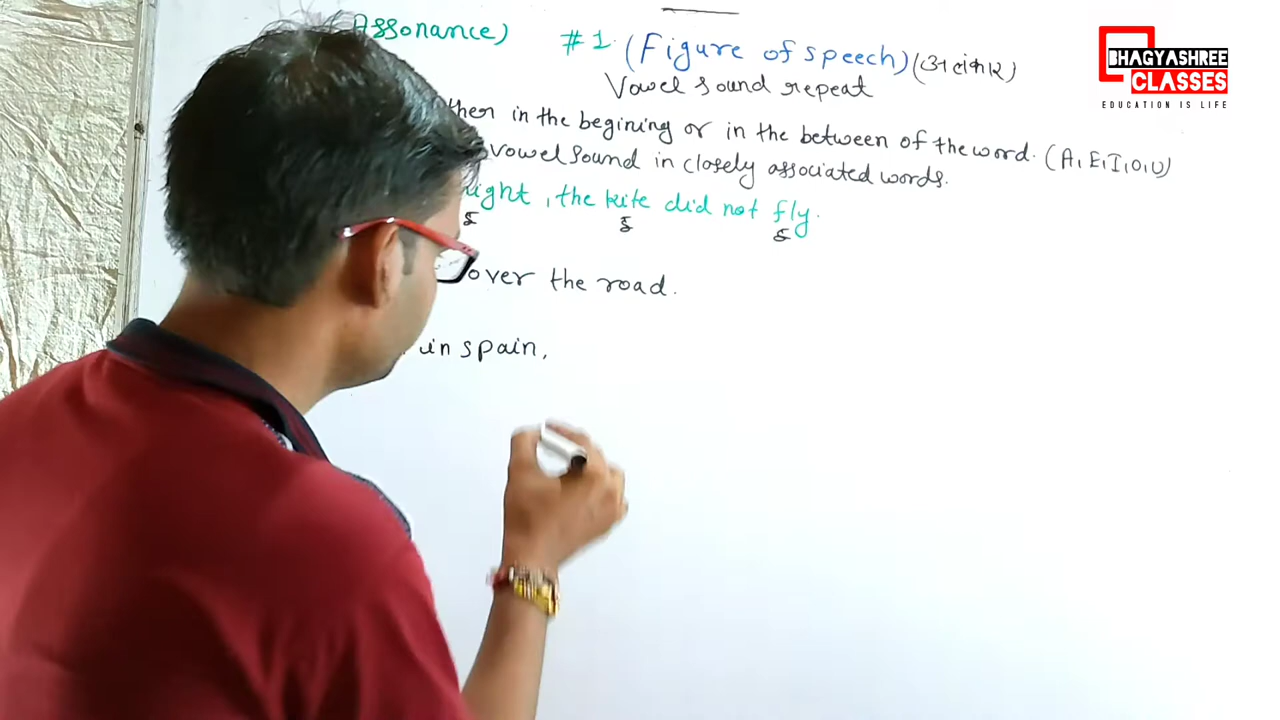 Assonance) #1. (Figure of speech) (अलंकार)
Vowel sound repeat
ther in the begining or in the between of the word. (A, E, I, O, U)
vowel sound in closely associated words.
ight, the kite did not fly.
ई ई ई
over the road.
in spain,
BHAGYASHREE
CLASSES
EDUCATION IS LIFE